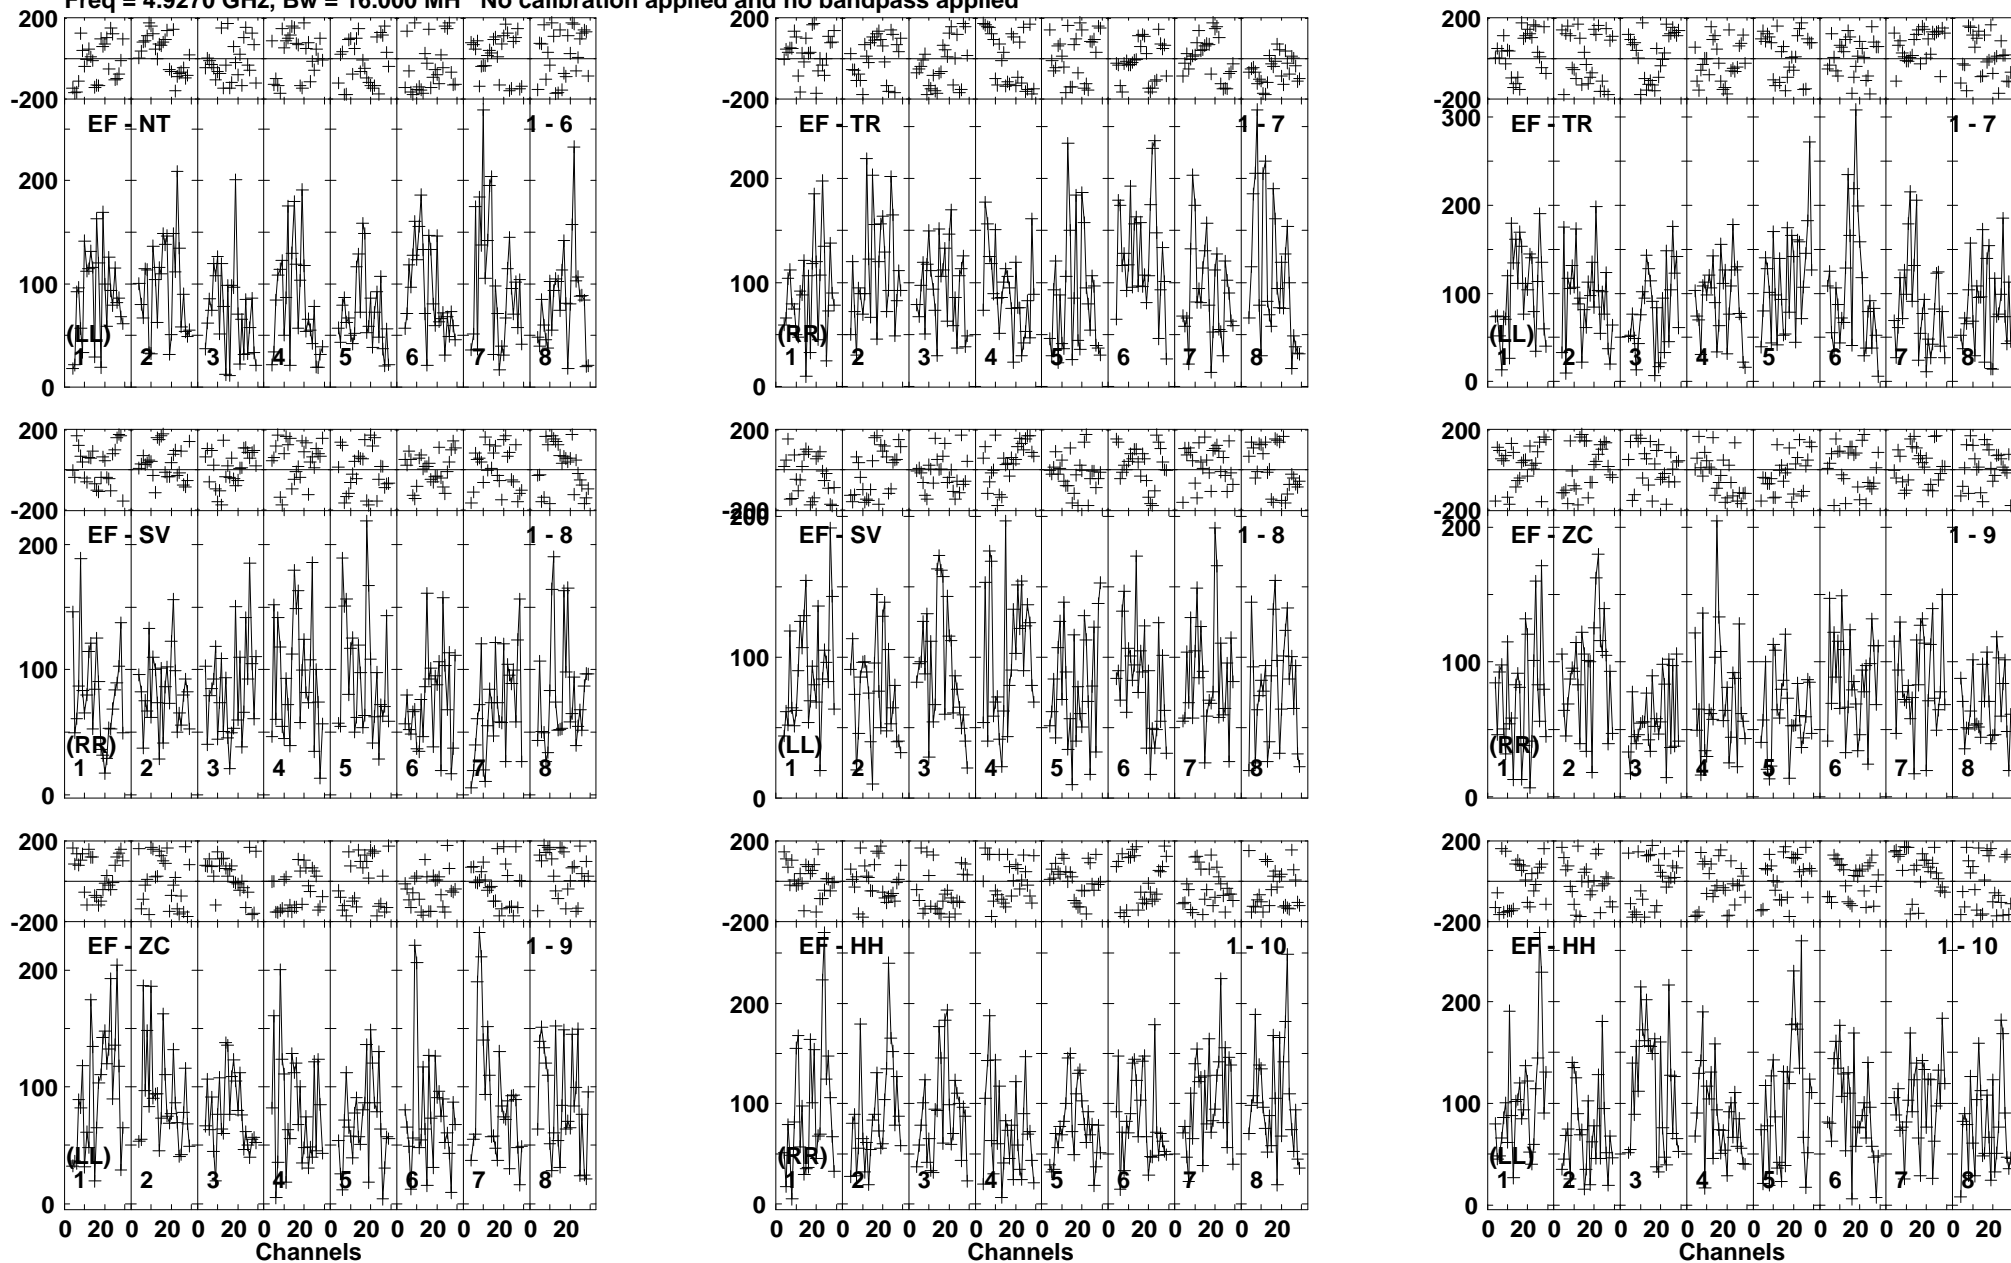 Freq = 4.9270 GHz, Bw = 16.000 MH No calibration applied and no bandpass applied
200 200 200
-200 -200 -200
EF - NT 1 - 6 EF - TR 1 - 7 EF - TR 1 - 7
300
200 200 200
100 100 100
(LL) (RR) (LL)
1 2 3 4 5 6 7 8 1 2 3 4 5 6 7 8 1 2 3 4 5 6 7 8
0 0 0
200 200 200
-200 -200 -200
EF - SV 1 - 8 EF - SV 1 - 8 EF - ZC 1 - 9
200 200 200
100 100 100
(RR) (LL) (RR)
1 2 3 4 5 6 7 8 1 2 3 4 5 6 7 8 1 2 3 4 5 6 7 8
0 0 0
200 200 200
-200 -200 -200
EF - ZC 1 - 9 EF - HH 1 - 10 EF - HH 1 - 10
200 200 200
100 100 100
(LL) (RR) (LL)
1 2 3 4 5 6 7 8 1 2 3 4 5 6 7 8 1 2 3 4 5 6 7 8
0 0 0
0 20 0 20 0 20 0 20 0 20 0 20 0 20 0 20 0 20 0 20 0 20 0 20 0 20 0 20 0 20 0 20 0 20 0 20 0 20 0 20 0 20 0 20 0 20 0 20
Channels Channels Channels